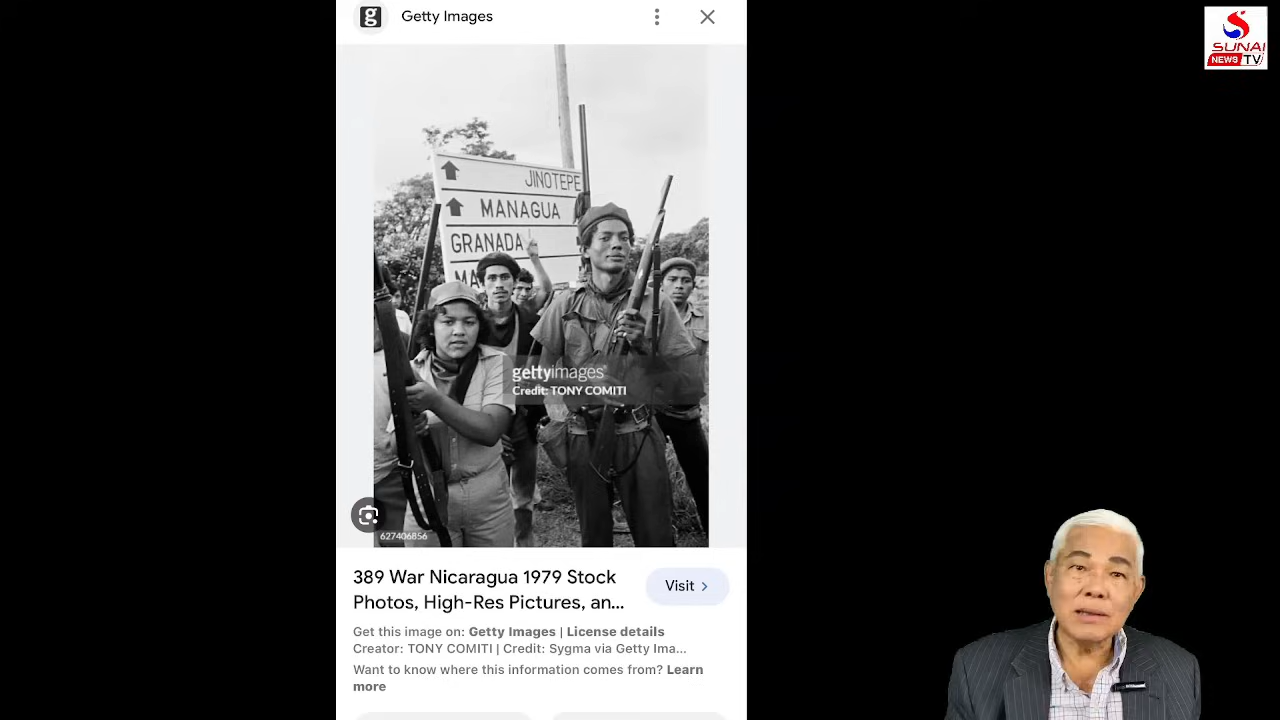 Getty Images
SUNAI
NEWS TV
JINOTEPE
MANAGUA
GRANADA
MA
gettyimages®
Credit: TONY COMITI
627406856
389 War Nicaragua 1979 Stock
Photos, High-Res Pictures, an...
Visit
Get this image on: Getty Images | License details
Creator: TONY COMITI | Credit: Sygma via Getty Ima...
Want to know where this information comes from? Learn
more